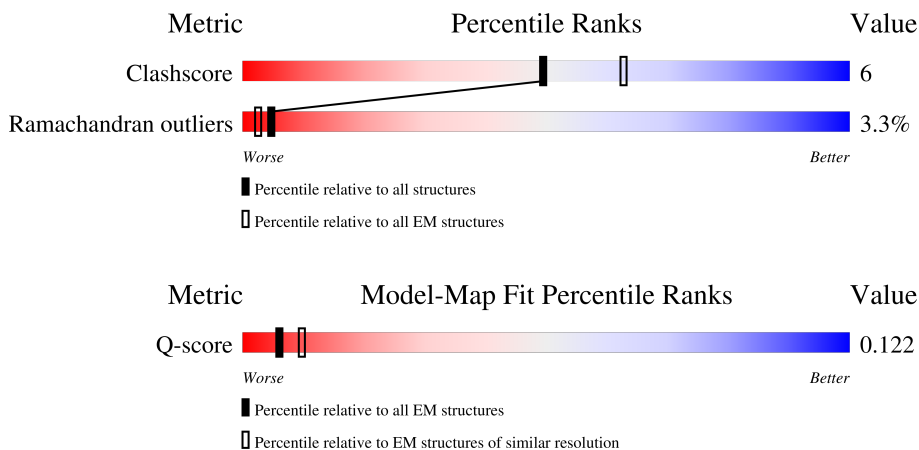 Metric Percentile Ranks Value
Clashscore 6
Ramachandran outliers 3.3%
Worse Better
Percentile relative to all structures
Percentile relative to all EM structures
Metric Model-Map Fit Percentile Ranks Value
Q-score 0.122
Worse Better
Percentile relative to all EM structures
Percentile relative to EM structures of similar resolution